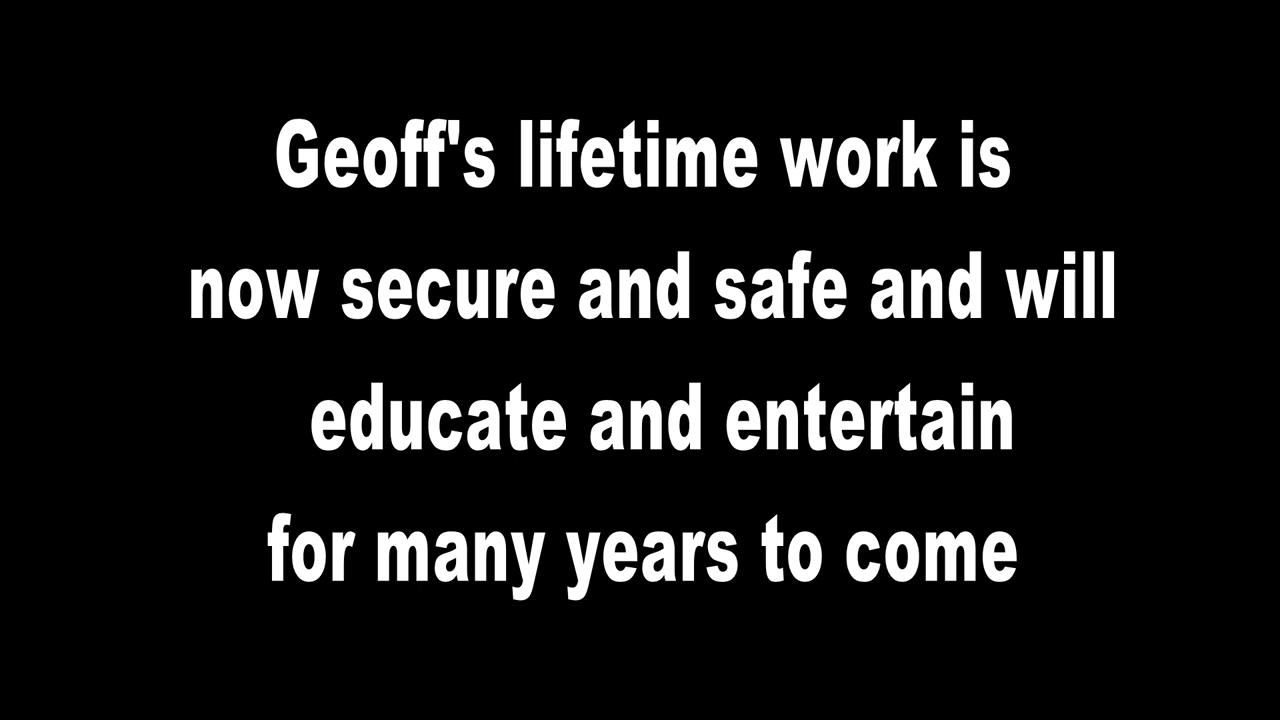 Geoff's lifetime work is
now secure and safe and will
educate and entertain
for many years to come